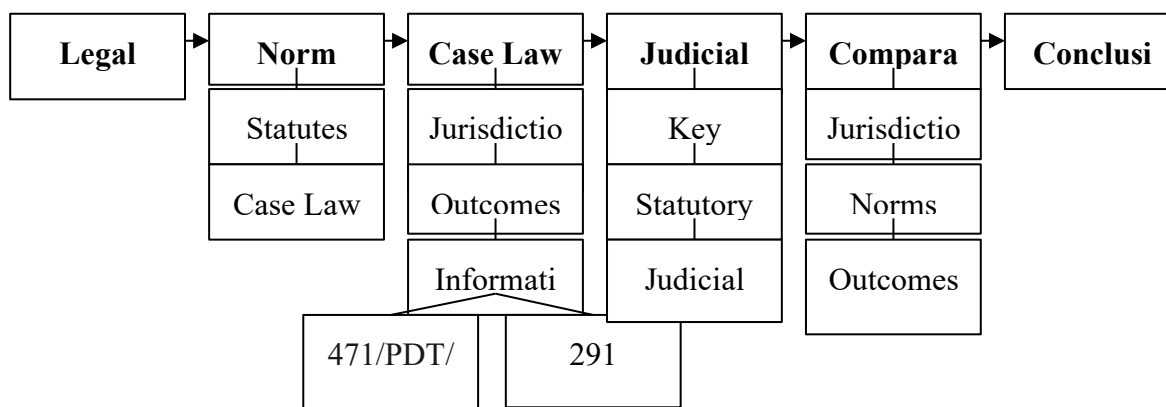 Legal
Norm
Case Law
Judicial
Compara
Conclusi
Statutes
Case Law
Jurisdictio
Outcomes
Informati
471/PDT/
291
Key
Statutory
Judicial
Jurisdictio
Norms
Outcomes